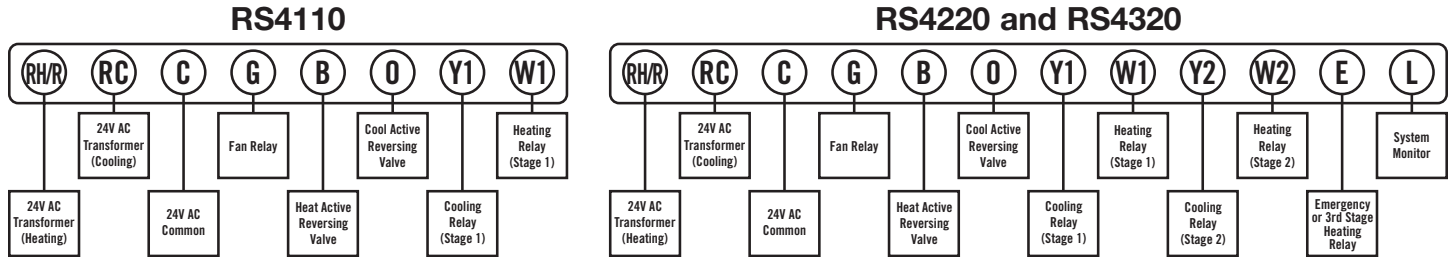 RS4110
RH/R RC C G B O Y1 W1
24V AC
Transformer
(Cooling)
Fan Relay
Cool Active
Reversing
Valve
Heating
Relay
(Stage 1)
24V AC
Transformer
(Heating)
24V AC
Common
Heat Active
Reversing
Valve
Cooling
Relay
(Stage 1)
RS4220 and RS4320
RH/R RC C G B O Y1 W1 Y2 W2 E L
24V AC
Transformer
(Cooling)
Fan Relay
Cool Active
Reversing
Valve
Heating
Relay
(Stage 1)
Heating
Relay
(Stage 2)
System
Monitor
24V AC
Transformer
(Heating)
24V AC
Common
Heat Active
Reversing
Valve
Cooling
Relay
(Stage 1)
Cooling
Relay
(Stage 2)
Emergency
or 3rd Stage
Heating
Relay